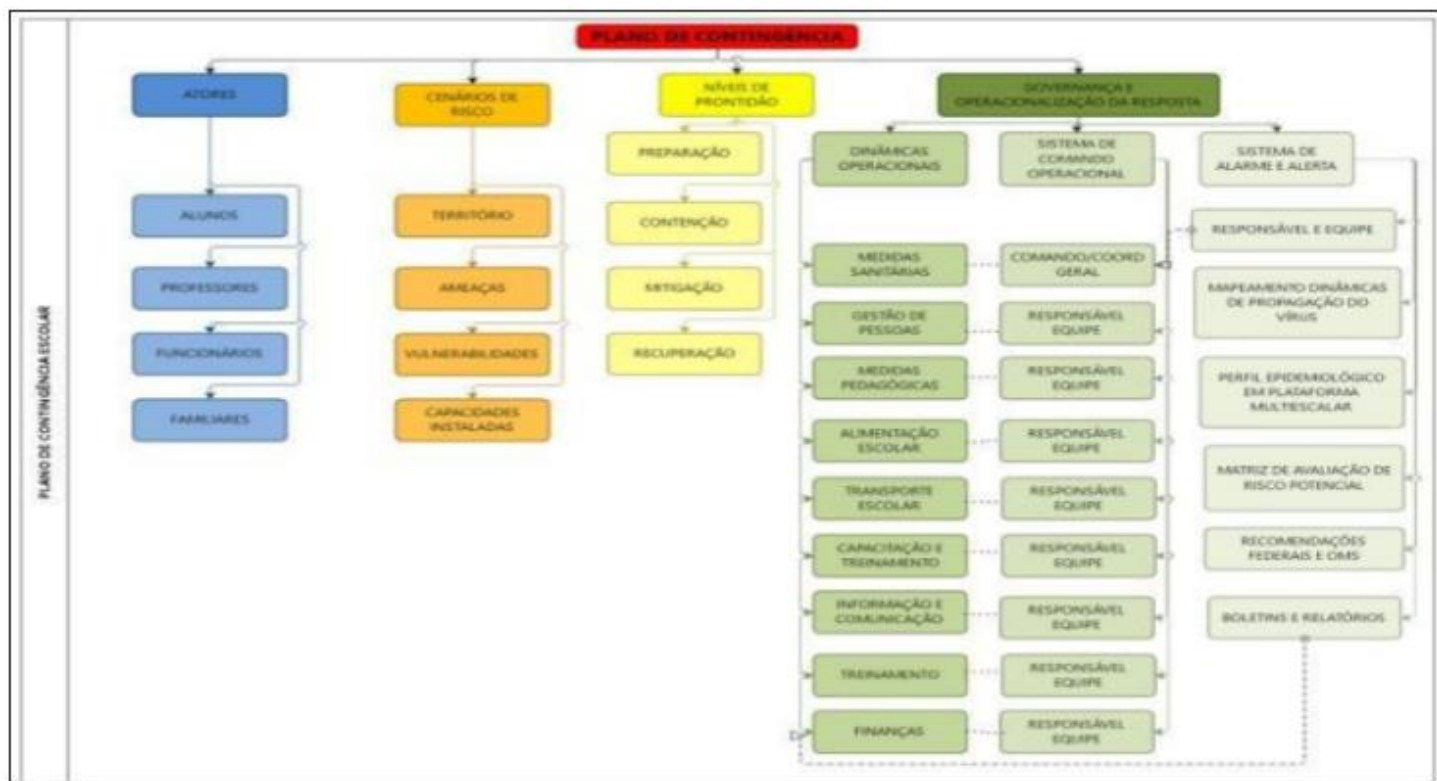 PLANO DE CONTINGÊNCIA
PLANO DE CONTINGÊNCIA ESCOLAR
ATORES
ALUNOS
PROFESSORES
FUNCIONÁRIOS
FAMILIARES
CENÁRIOS DE
RISCO
TERRITÓRIO
AMEAÇAS
VULNERABILIDADES
CAPACIDADES
INSTALADAS
NÍVEIS DE
PRONTIDÃO
PREPARAÇÃO
CONTENÇÃO
MITIGAÇÃO
RECUPERAÇÃO
GOVERNANÇA E
OPERACIONALIZAÇÃO DA RESPOSTA
DINÂMICAS
OPERACIONAIS
MEDIDAS
SANITÁRIAS
GESTÃO DE
PESSOAS
MEDIDAS
PEDAGÓGICAS
ALIMENTAÇÃO
ESCOLAR
TRANSPORTE
ESCOLAR
CAPACITAÇÃO E
TREINAMENTO
INFORMAÇÃO E
COMUNICAÇÃO
TREINAMENTO
FINANÇAS
SISTEMA DE
COMANDO
OPERACIONAL
COMANDO/COORD
GERAL
RESPONSÁVEL
EQUIPE
RESPONSÁVEL
EQUIPE
RESPONSÁVEL
EQUIPE
RESPONSÁVEL
EQUIPE
RESPONSÁVEL
EQUIPE
RESPONSÁVEL
EQUIPE
RESPONSÁVEL
EQUIPE
RESPONSÁVEL
EQUIPE
SISTEMA DE
ALARME E ALERTA
RESPONSÁVEL E EQUIPE
MAPEAMENTO DINÂMICAS
DE PROPAGAÇÃO DO
VÍRUS
PERFIL EPIDEMIOLÓGICO
EM PLATAFORMA
MULTIESCALAR
MATRIZ DE AVALIAÇÃO DE
RISCO POTENCIAL
RECOMENDAÇÕES
FEDERAIS E OMS
BOLETINS E RELATÓRIOS